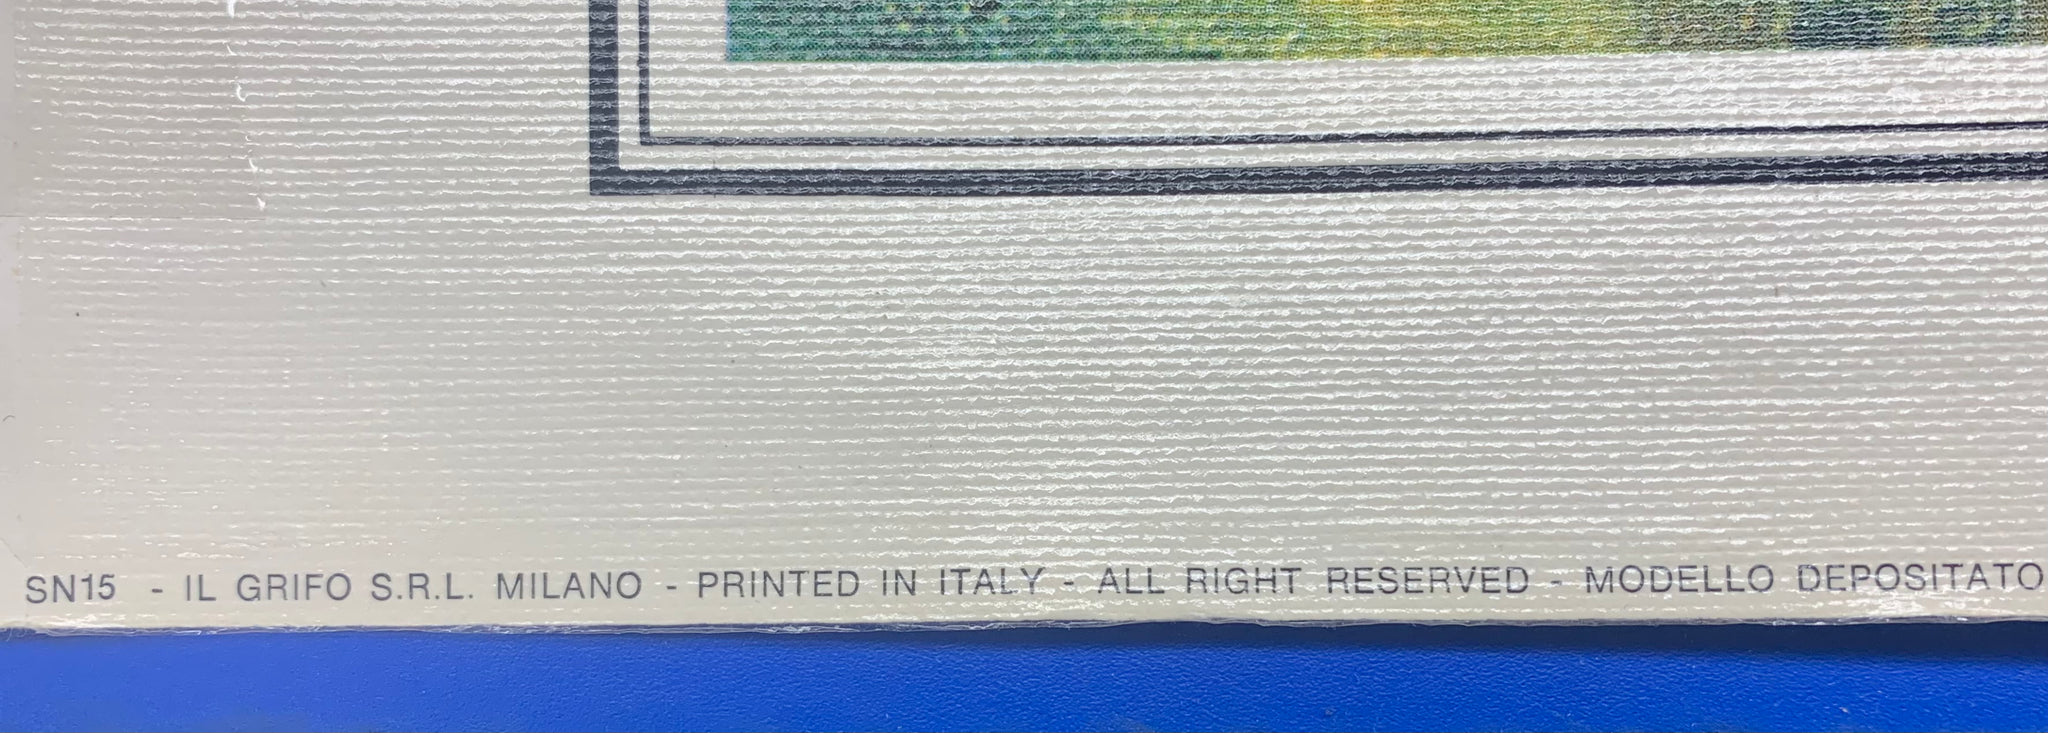 SN15 - IL GRIFO S.R.L. MILANO - PRINTED IN ITALY - ALL RIGHT RESERVED - MODELLO DEPOSITATO